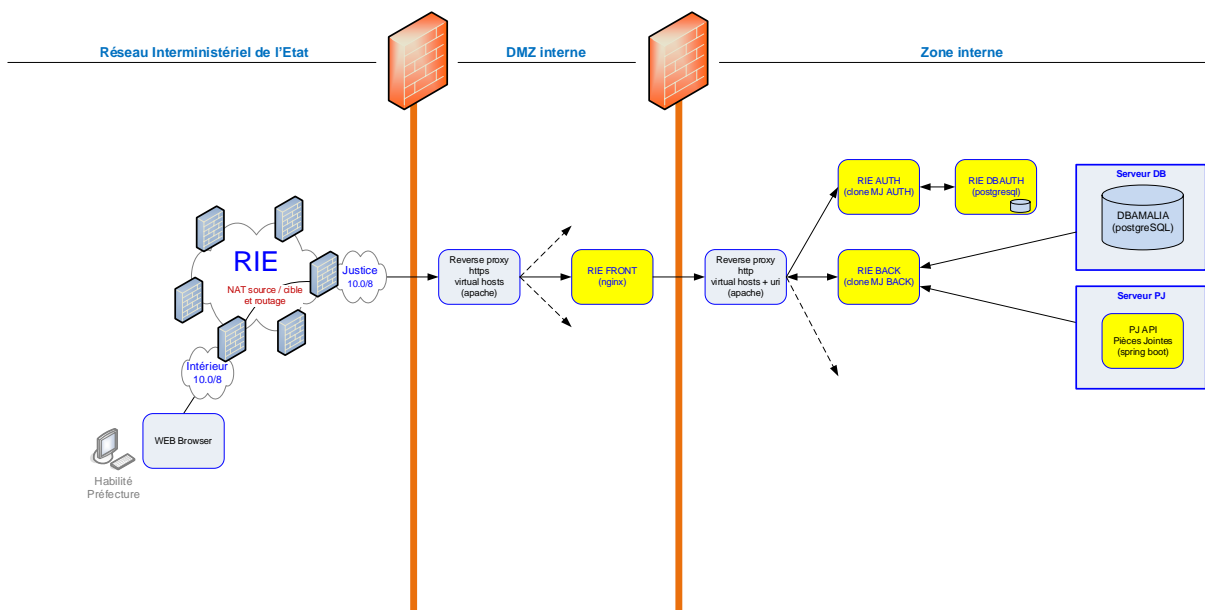 Réseau Interministériel de l'Etat
DMZ interne
Zone interne
RIE
NAT source / cible
et routage
Justice
10.0/8
Intérieur
10.0/8
WEB Browser
Habilité
Préfecture
Reverse proxy
https
virtual hosts
(apache)
RIE FRONT
(nginx)
Reverse proxy
http
virtual hosts + uri
(apache)
RIE AUTH
(clone MJ AUTH)
RIE DBAUTH
(postgresql)
RIE BACK
(clone MJ BACK)
Serveur DB
DBAMALIA
(postgreSQL)
Serveur PJ
PJ API
Pièces Jointes
(spring boot)